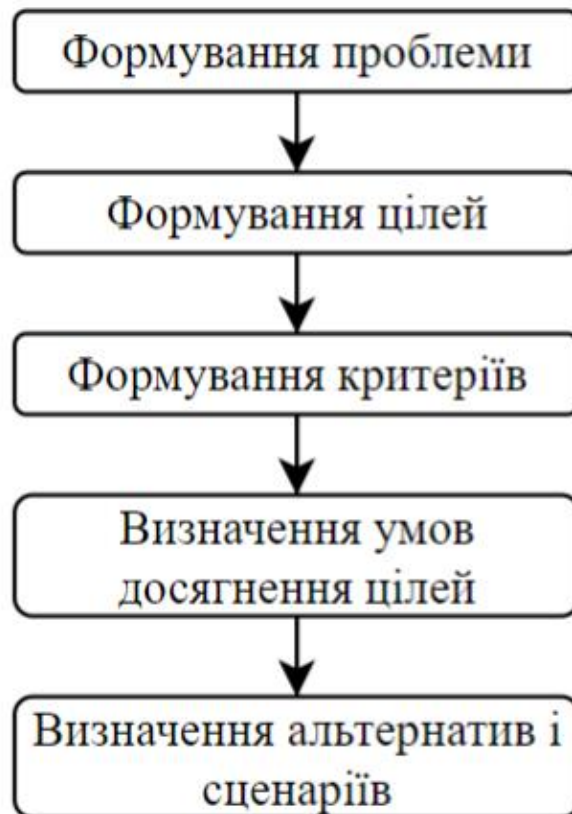 Формування проблеми
Формування цілей
Формування критеріїв
Визначення умов
досягнення цілей
Визначення альтернатив і
сценаріїв